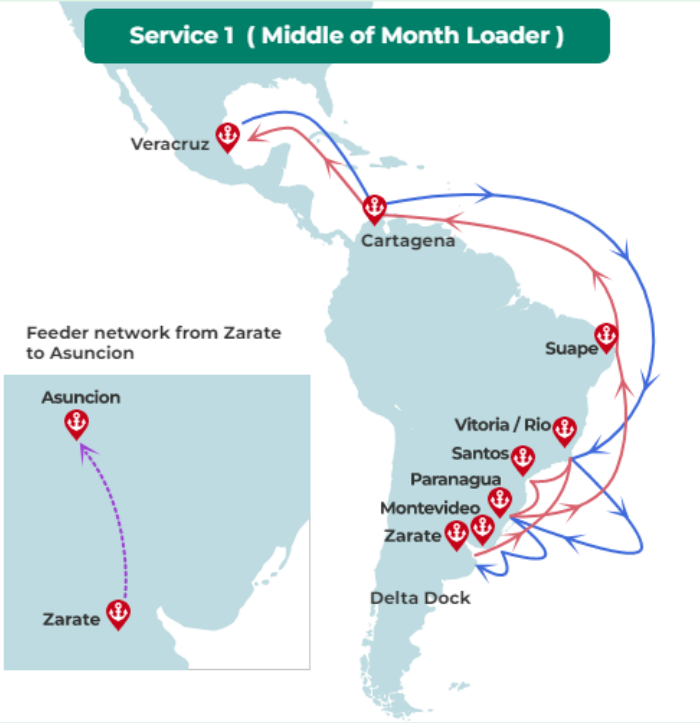 Service 1 ( Middle of Month Loader )
Veracruz
Cartagena
Feeder network from Zarate
to Asuncion
Suape
Asuncion
Vitoria / Rio
Santos
Paranagua
Montevideo
Zarate
Delta Dock
Zarate